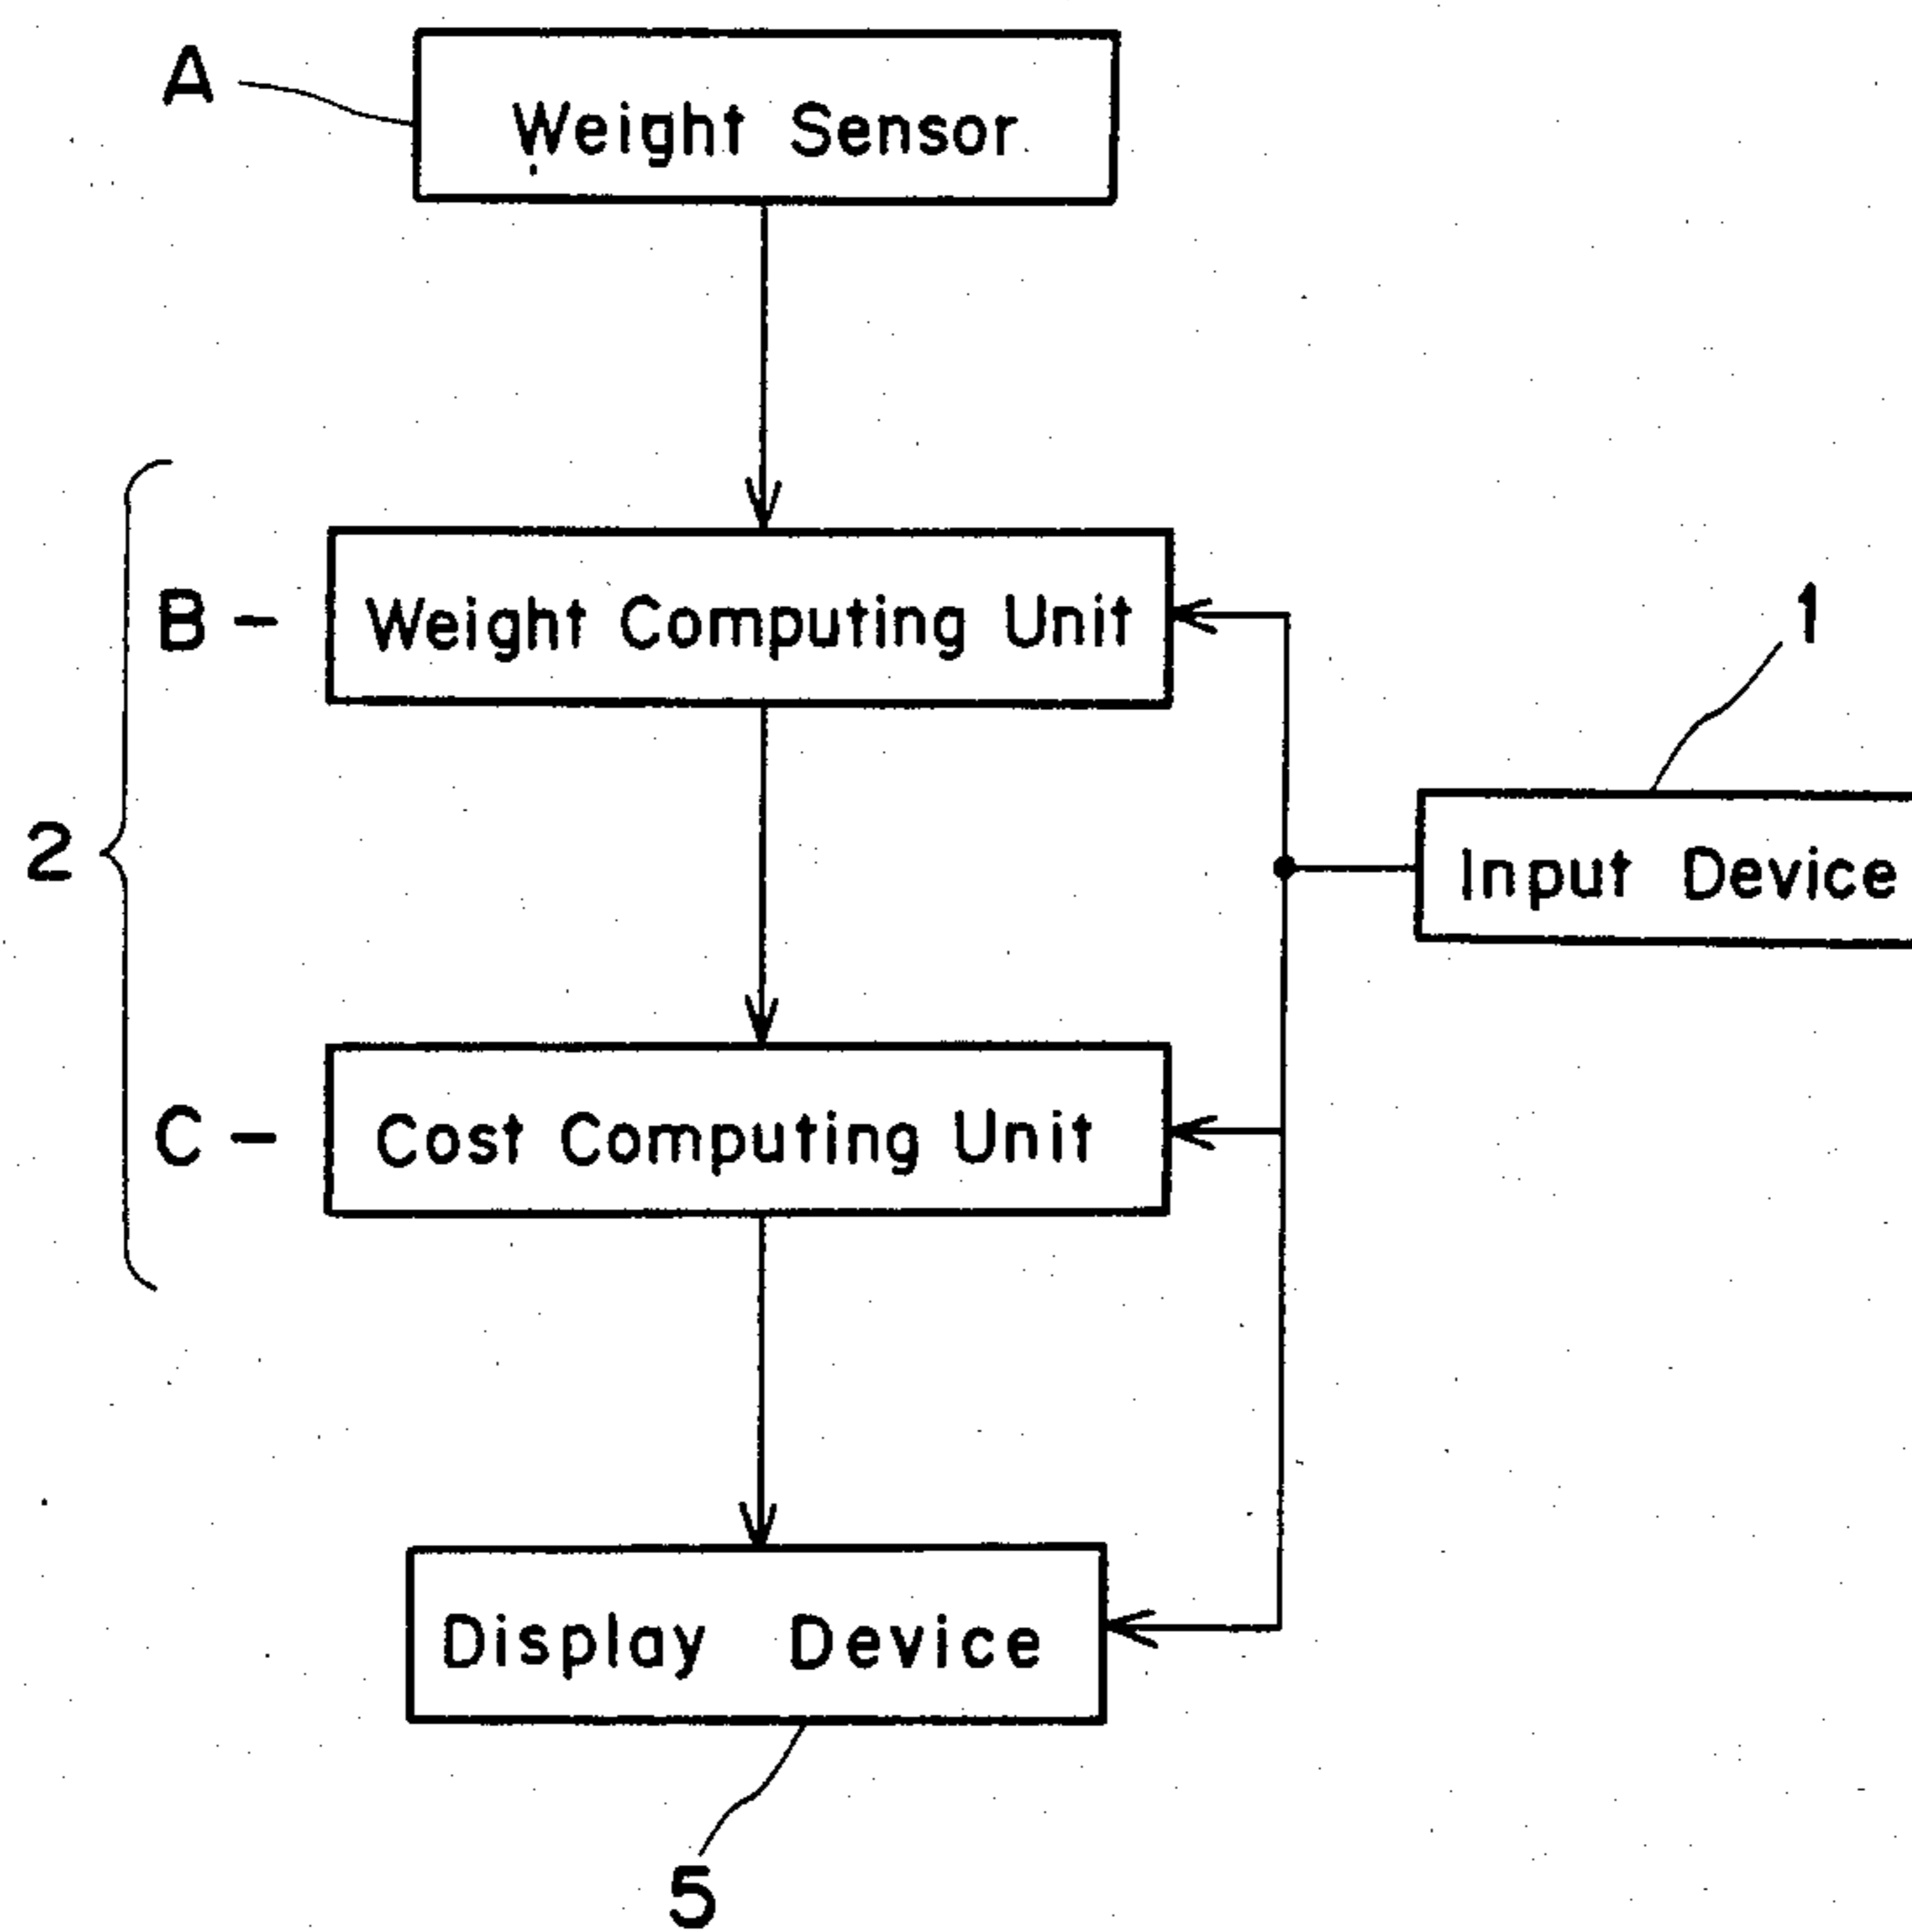 A
Weight Sensor
B - Weight Computing Unit
1
2
Input Device
C - Cost Computing Unit
Display Device
5